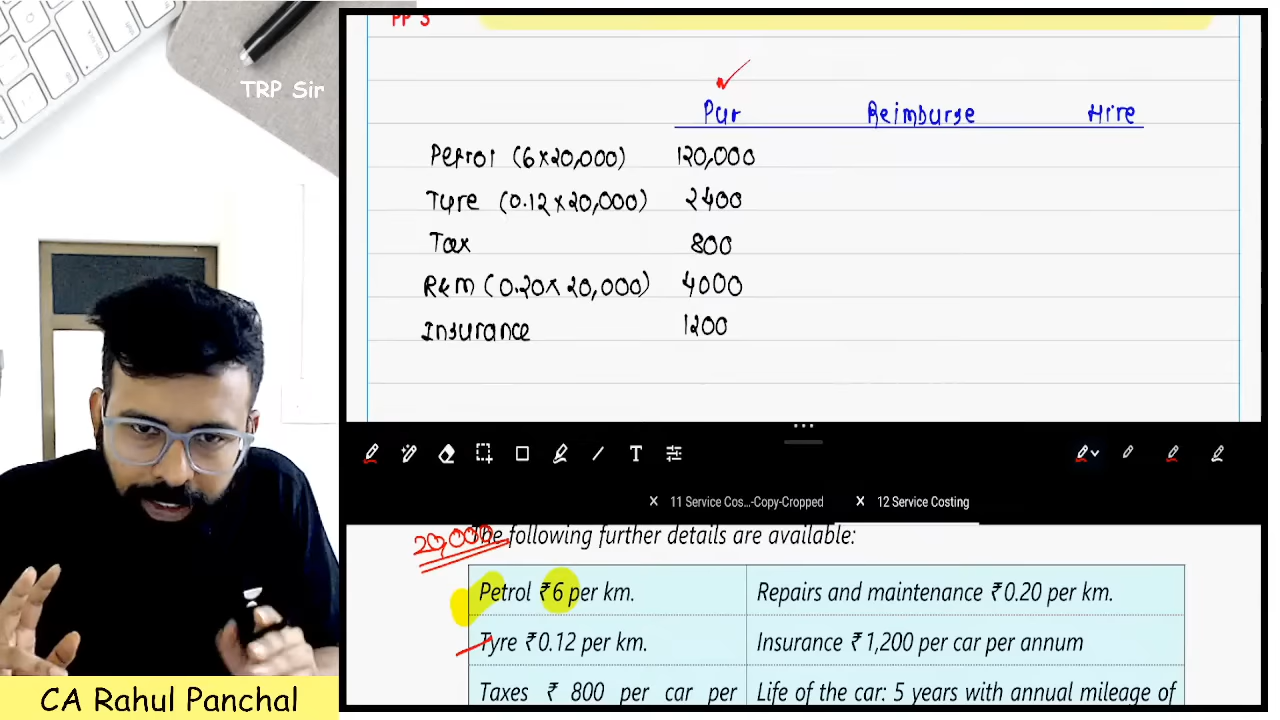 PP 3
TRP Sir
Pur Reimburse Hire
Petrol (6×20,000) 120,000
Tyre (0.12×20,000) 2400
Tax 800
R&M (0.20×20,000) 4000
Insurance 1200
T
× 11 Service Cos...-Copy-Cropped × 12 Service Costing
20,000
The following further details are available:
Petrol ₹6 per km. Repairs and maintenance ₹0.20 per km.
Tyre ₹0.12 per km. Insurance ₹1,200 per car per annum
Taxes ₹ 800 per car per Life of the car: 5 years with annual mileage of
CA Rahul Panchal